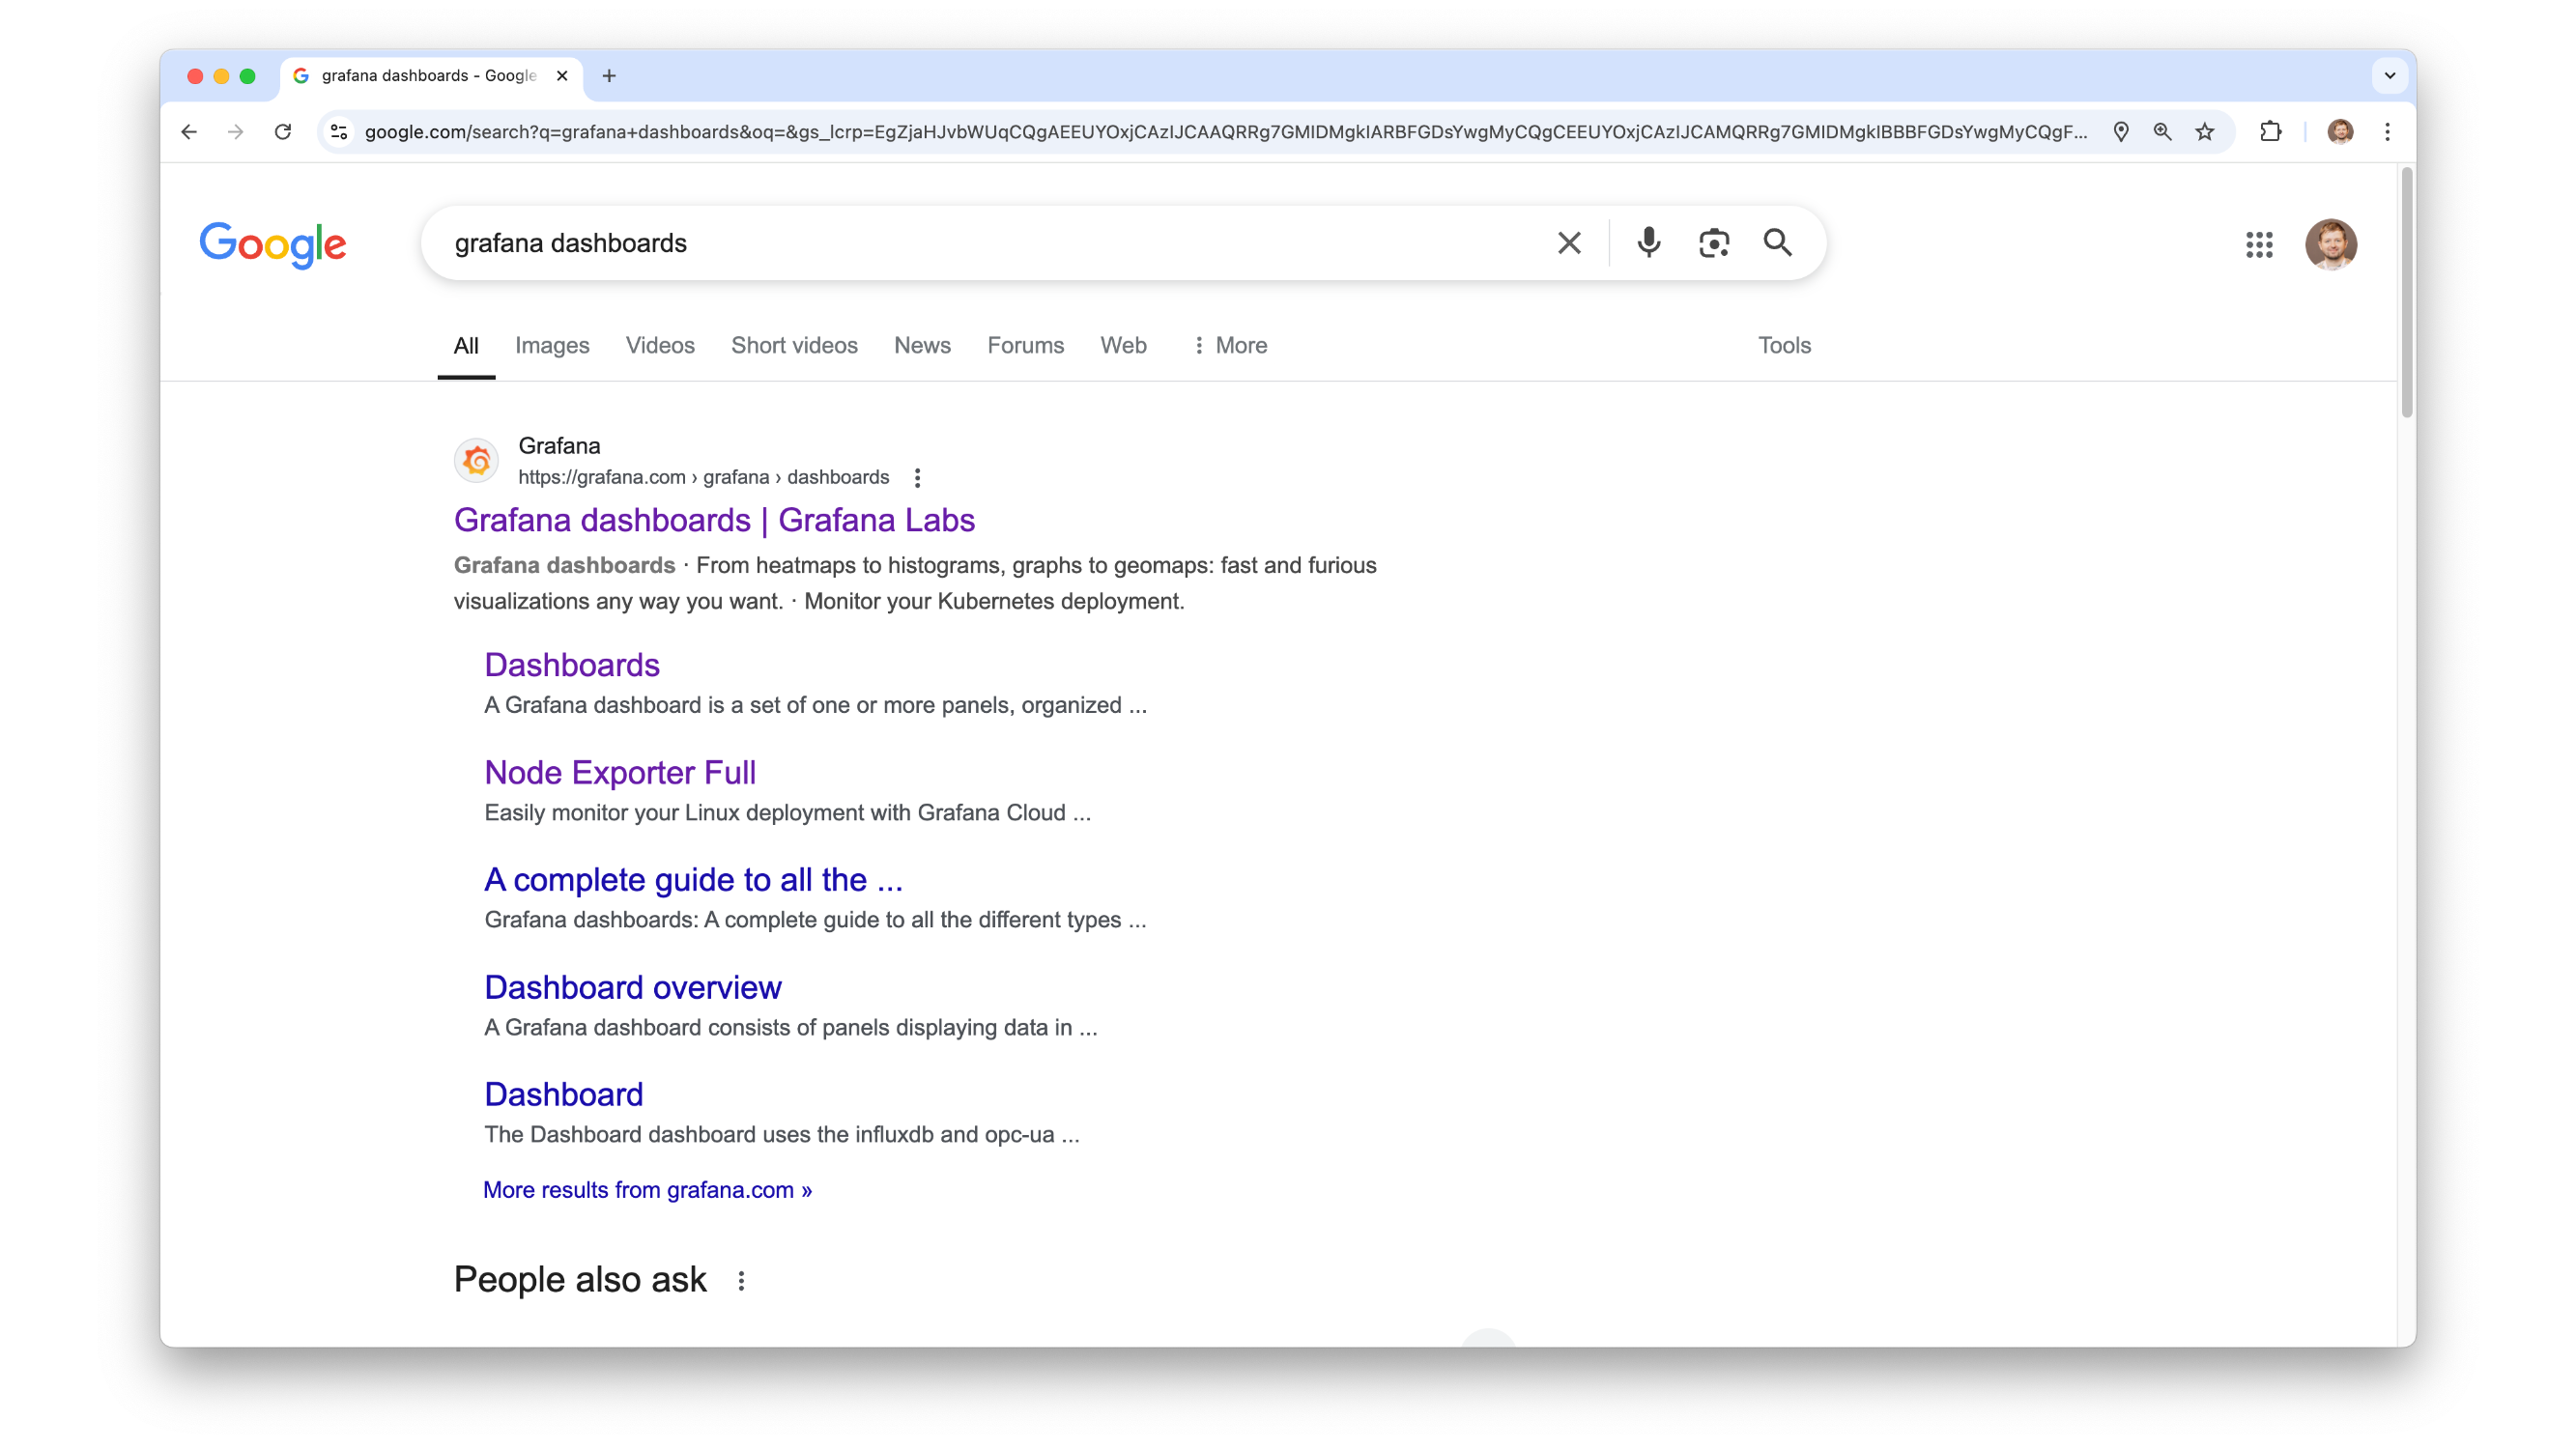 grafana dashboards - Google
google.com/search?q=grafana+dashboards&oq=&gs_lcrp=EgZjaHJvbWUqCQgAEEUYOxjCAzIJCAAQRRg7GMIDMgkIARBFGDsYwgMyCQgCEEUYOxjCAzIJCAMQRRg7GMIDMgkIBBBFGDsYwgMyCQgF...
Google
grafana dashboards
All Images Videos Short videos News Forums Web More Tools
Grafana
https://grafana.com › grafana › dashboards
Grafana dashboards | Grafana Labs
Grafana dashboards · From heatmaps to histograms, graphs to geomaps: fast and furious
visualizations any way you want. · Monitor your Kubernetes deployment.
Dashboards
A Grafana dashboard is a set of one or more panels, organized ...
Node Exporter Full
Easily monitor your Linux deployment with Grafana Cloud ...
A complete guide to all the ...
Grafana dashboards: A complete guide to all the different types ...
Dashboard overview
A Grafana dashboard consists of panels displaying data in ...
Dashboard
The Dashboard dashboard uses the influxdb and opc-ua ...
More results from grafana.com »
People also ask